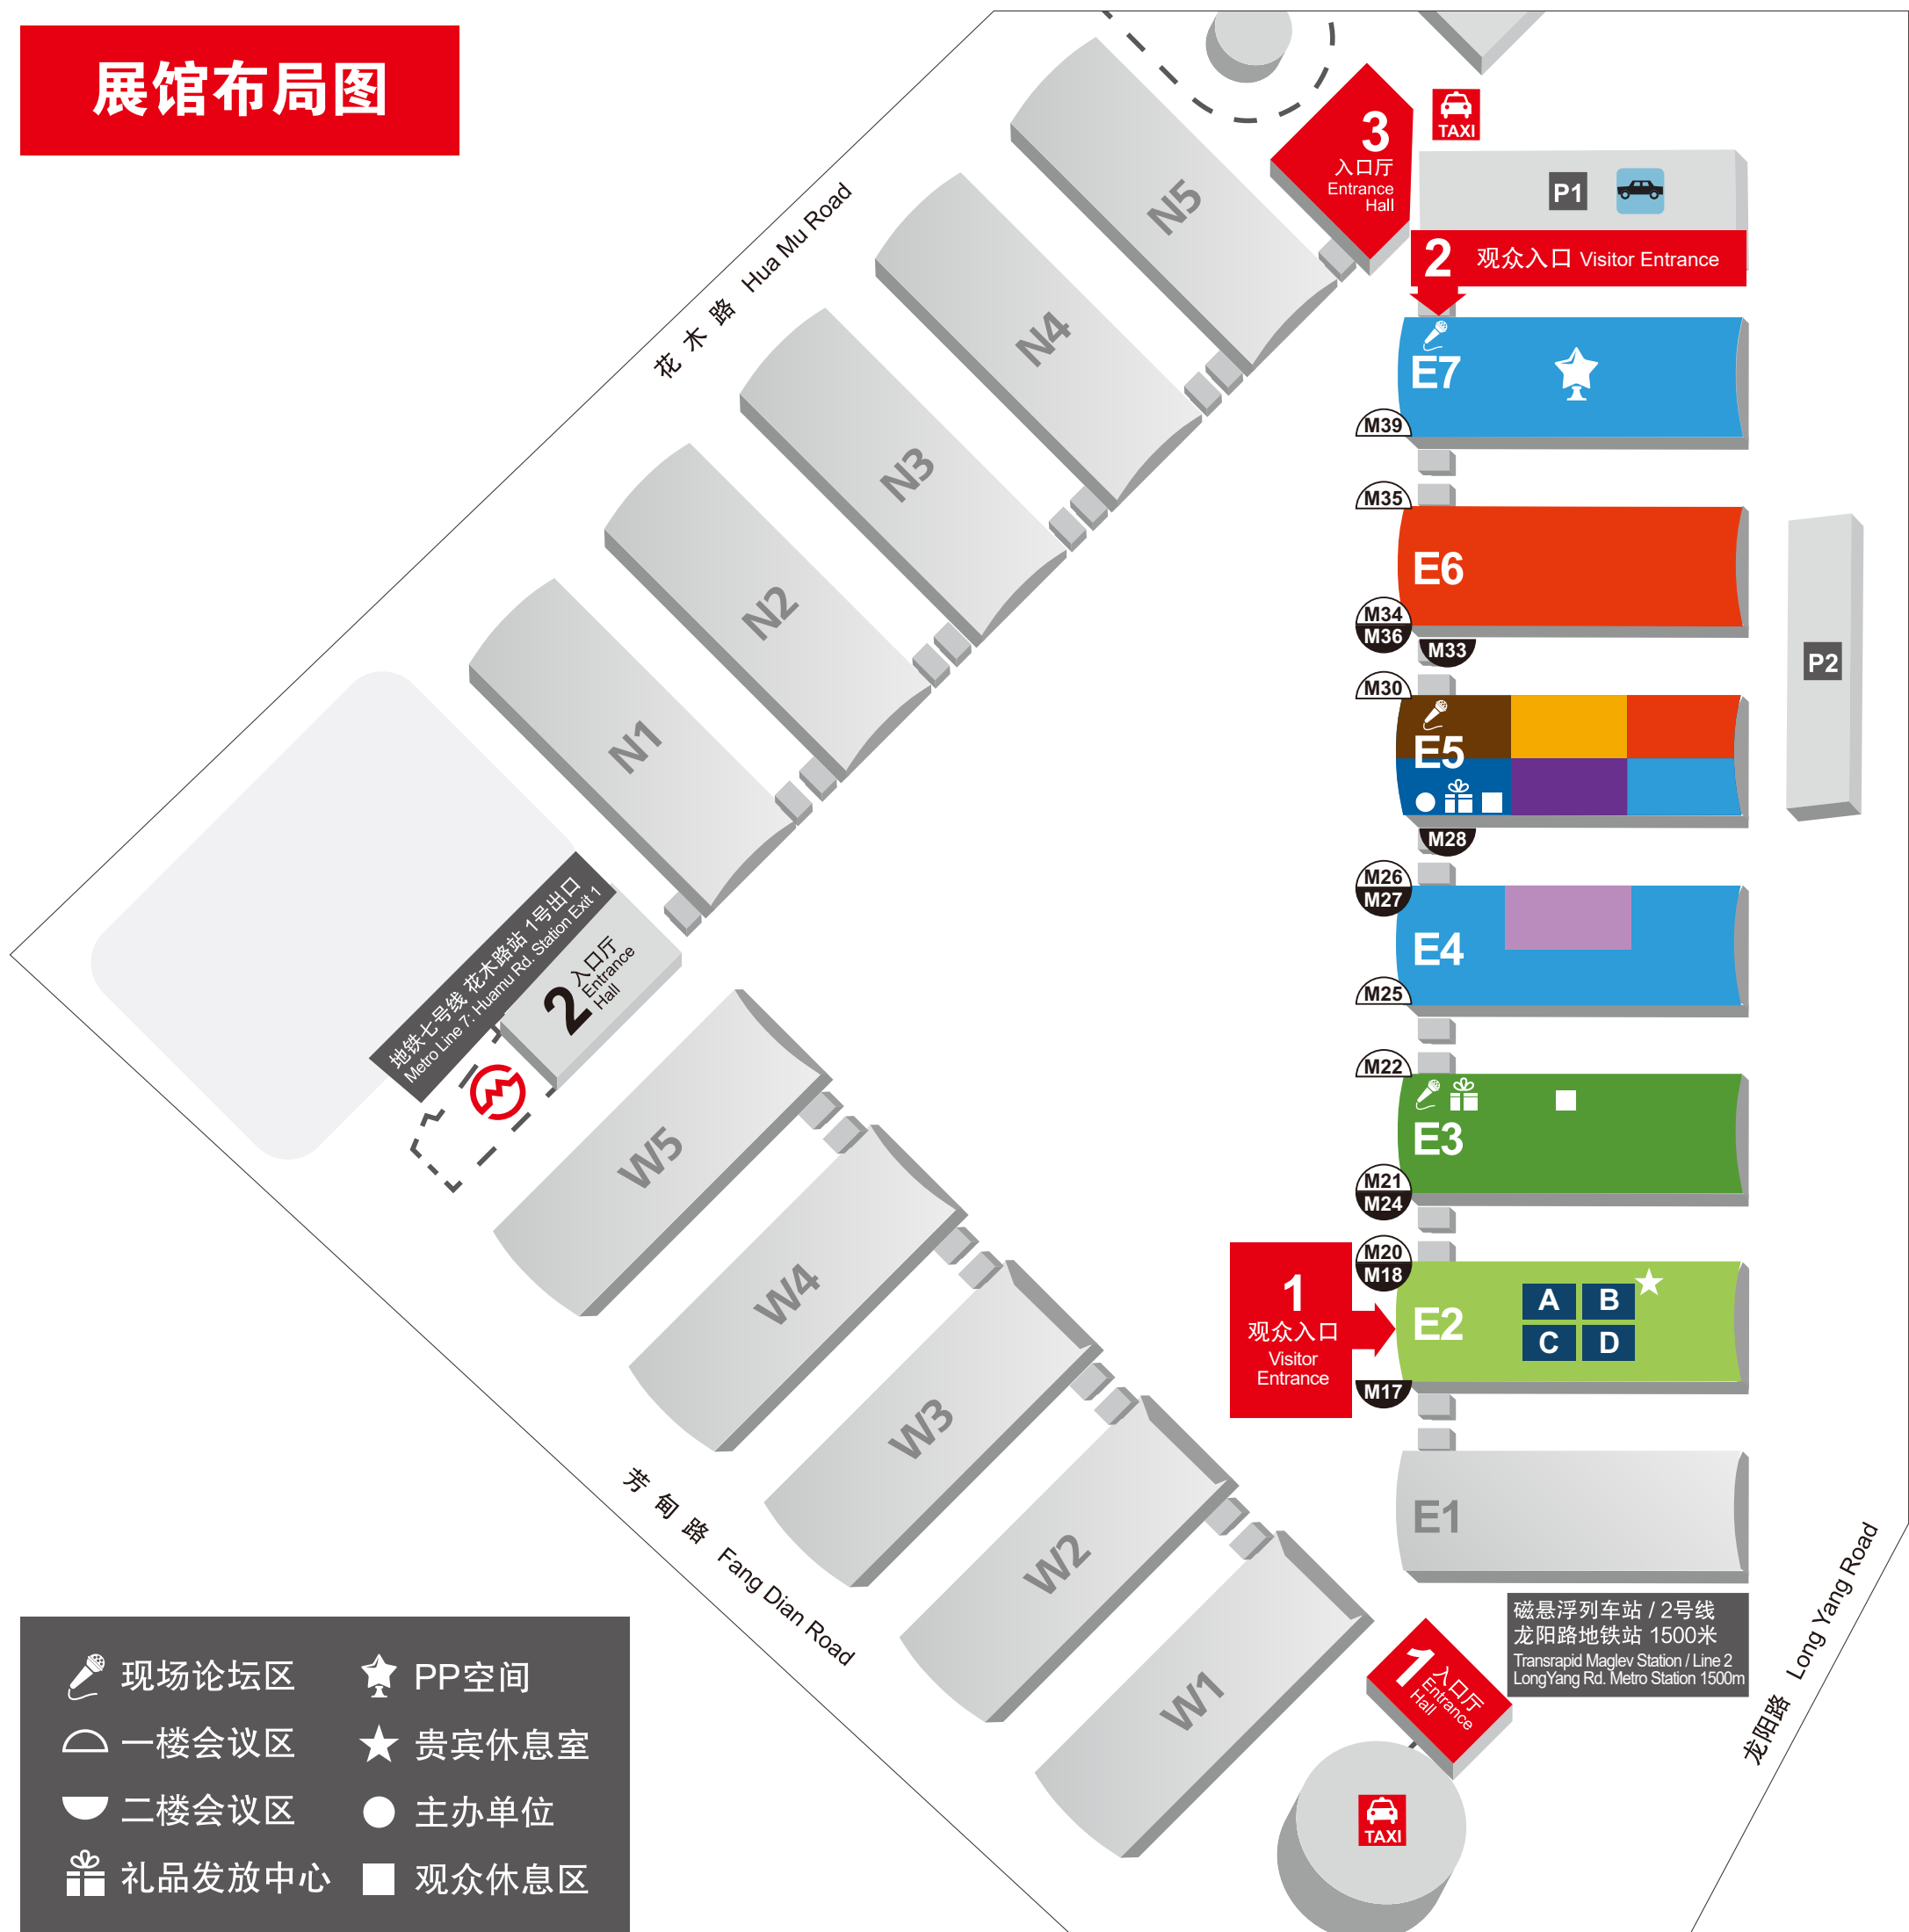 展馆布局图
花木路 Hua Mu Road
N5
N4
N3
N2
N1
3
入口厅
Entrance
Hall
TAXI
P1
2 观众入口 Visitor Entrance
E7
M39
M35
E6
M34
M36
M33
P2
M30
E5
M28
M26
M27
E4
M25
M22
E3
M21
M24
M20
M18
1
观众入口
Visitor
Entrance
E2
A B
C D
M17
E1
地铁七号线 花木路站 1号出口
Metro Line 7: Huamu Rd. Station Exit 1
2
入口厅
Entrance
Hall
W5
W4
W3
W2
W1
芳甸路 Fang Dian Road
磁悬浮列车站 / 2号线
龙阳路地铁站 1500米
Transrapid Maglev Station / Line 2
LongYang Rd. Metro Station 1500m
龙阳路 Long Yang Road
1
入口厅
Entrance
Hall
TAXI
现场论坛区
PP空间
一楼会议区
贵宾休息室
二楼会议区
主办单位
礼品发放中心
观众休息区